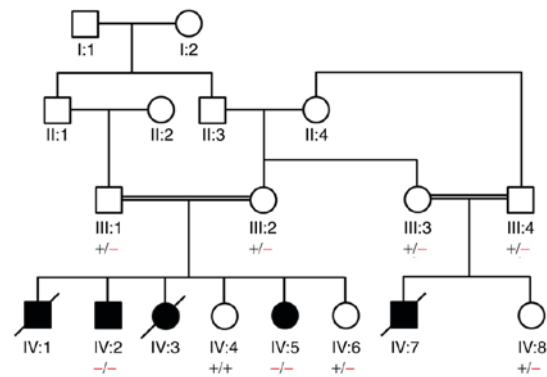 I:1 I:2
II:1 II:2 II:3 II:4
III:1 III:2 III:3 III:4
+/− +/− +/− +/−
IV:1 IV:2 IV:3 IV:4 IV:5 IV:6 IV:7 IV:8
−/− +/+ −/− +/− +/−